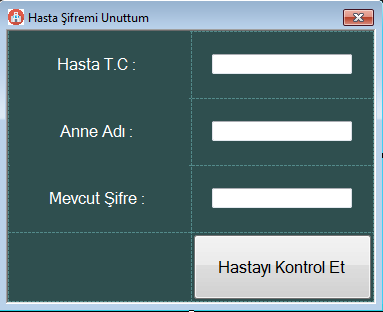 Hasta Şifremi Unuttum
Hasta T.C :
Anne Adı :
Mevcut Şifre :
Hastayı Kontrol Et